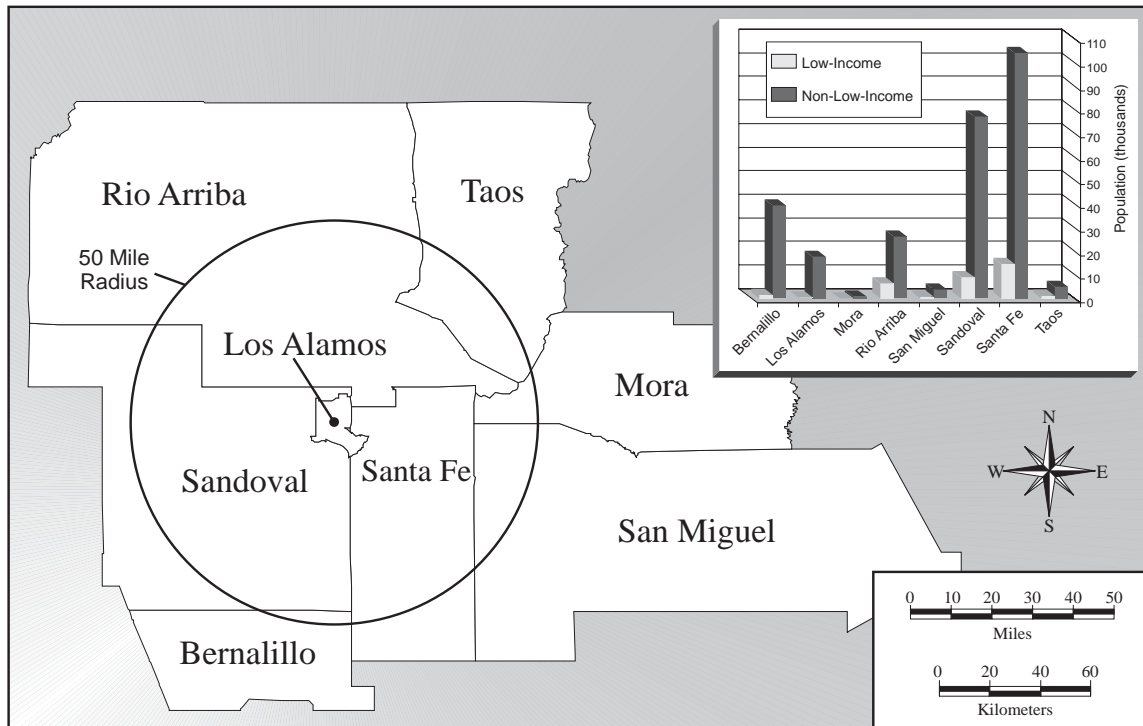 Rio Arriba
Taos
50 Mile
Radius
Los Alamos
Mora
Sandoval
Santa Fe
San Miguel
Bernalillo
Low-Income
Non-Low-Income
110
100
90
80
70
60
50
40
30
20
10
0
Population (thousands)
Bernalillo
Los Alamos
Mora
Rio Arriba
San Miguel
Sandoval
Santa Fe
Taos
N
W E
S
0 10 20 30 40 50
Miles
0 20 40 60
Kilometers